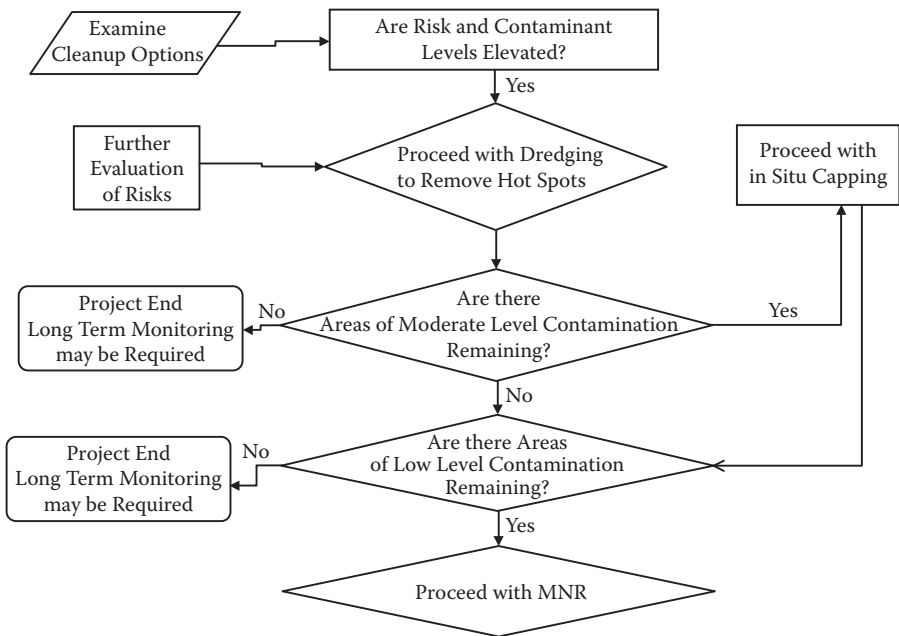 Examine
Cleanup Options
Are Risk and Contaminant
Levels Elevated?
Yes
Further
Evaluation
of Risks
Proceed with Dredging
to Remove Hot Spots
Proceed with
in Situ Capping
Project End
Long Term Monitoring
may be Required
No
Are there
Areas of Moderate Level Contamination
Remaining?
Yes
No
Project End
Long Term Monitoring
may be Required
No
Are there Areas
of Low Level Contamination
Remaining?
Yes
Proceed with MNR